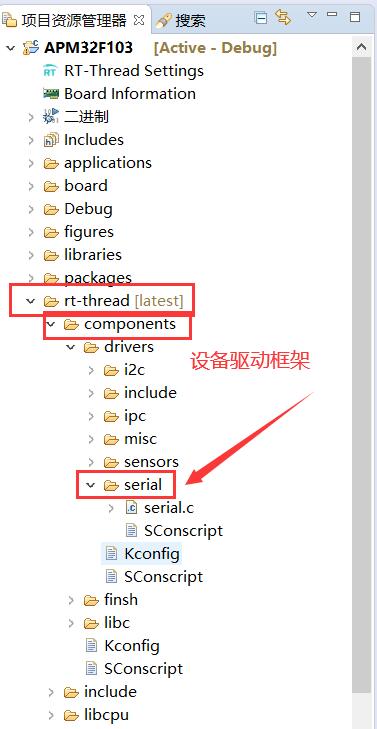 项目资源管理器 搜索
APM32F103 [Active - Debug]
RT-Thread Settings
Board Information
二进制
Includes
applications
board
Debug
figures
libraries
packages
rt-thread [latest]
components
drivers
设备驱动框架
i2c
include
ipc
misc
sensors
serial
serial.c
SConscript
Kconfig
SConscript
finsh
libc
Kconfig
SConscript
include
libcpu